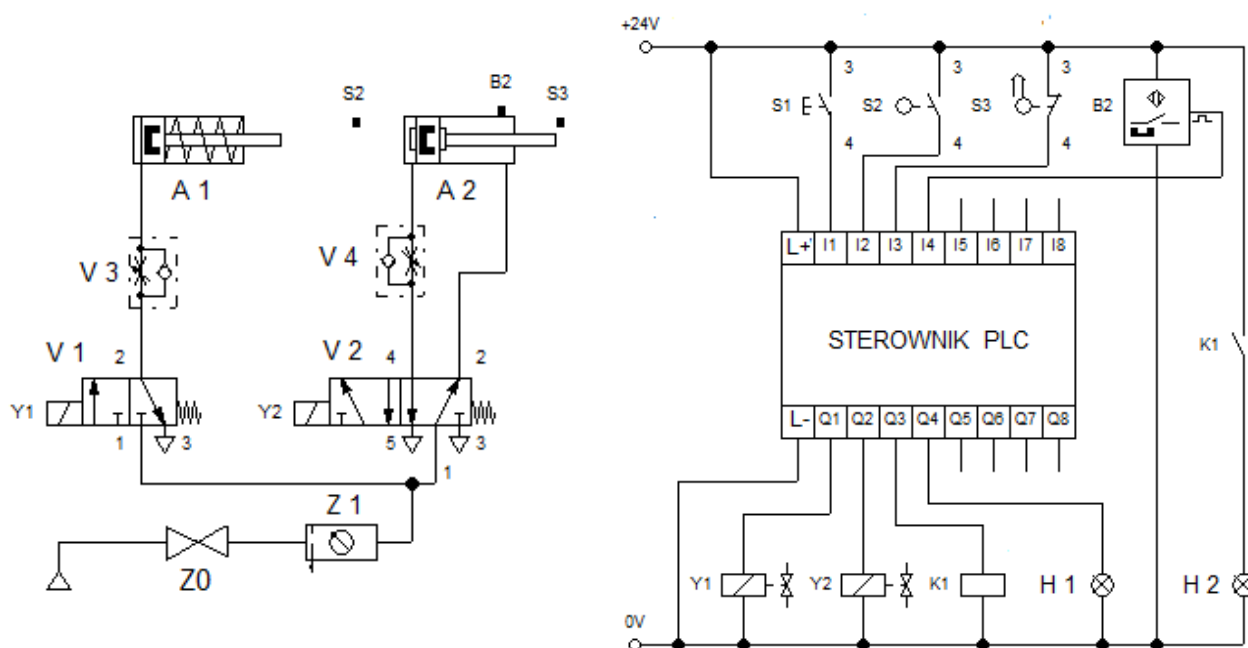 S2
B2
S3
A 1
A 2
V 3
V 4
V 1
2
V 2
4
2
Y1
Y2
1
3
5
3
1
Z 1
Z0
+24V
3
3
3
S1
S2
S3
B2
4
4
4
L+ I1 I2 I3 I4 I5 I6 I7 I8
STEROWNIK PLC
K1
L- Q1 Q2 Q3 Q4 Q5 Q6 Q7 Q8
Y1
Y2
K1
H 1
H 2
0V